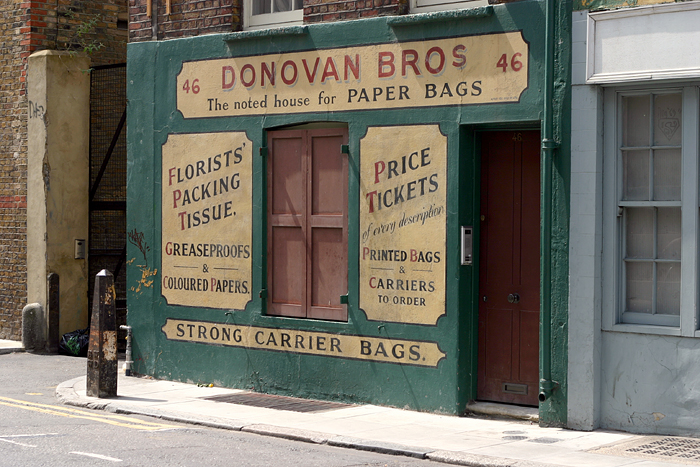 46 DONOVAN BROS 46
The noted house for PAPER BAGS
FLORISTS'
PACKING
TISSUE.
GREASEPROOFS
&
COLOURED PAPERS.
PRICE
TICKETS
of every description
PRINTED BAGS
&
CARRIERS
TO ORDER
STRONG CARRIER BAGS.
46